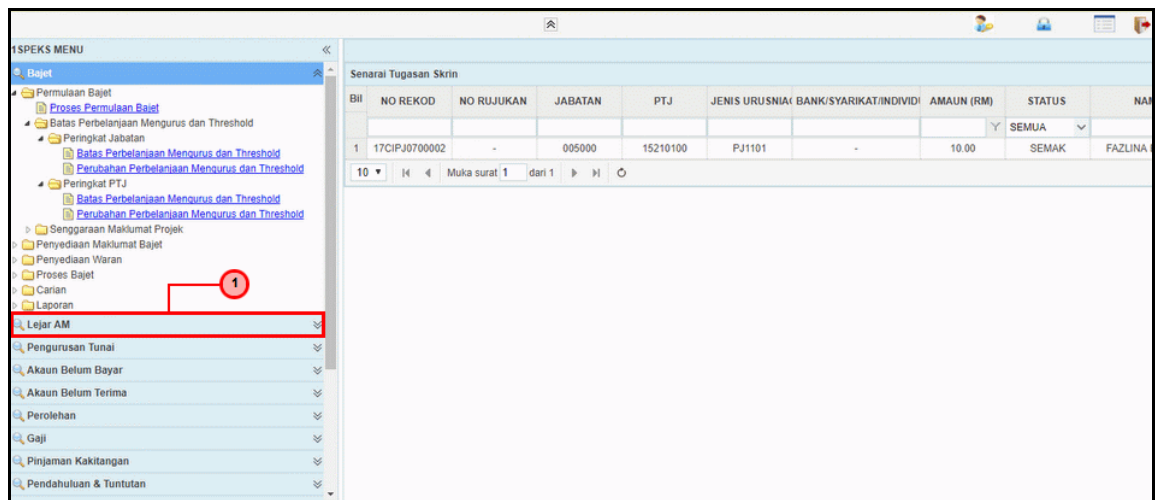 1SPEKS MENU
Bajet
Permulaan Bajet
Proses Permulaan Bajet
Batas Perbelanjaan Mengurus dan Threshold
Peringkat Jabatan
Batas Perbelanjaan Mengurus dan Threshold
Perubahan Perbelanjaan Mengurus dan Threshold
Peringkat PTJ
Batas Perbelanjaan Mengurus dan Threshold
Perubahan Perbelanjaan Mengurus dan Threshold
Senggaraan Maklumat Projek
Penyediaan Maklumat Bajet
Penyediaan Waran
Proses Bajet
Carian
Laporan
1
Lejar AM
Pengurusan Tunai
Akaun Belum Bayar
Akaun Belum Terima
Perolehan
Gaji
Pinjaman Kakitangan
Pendahuluan & Tuntutan
Senarai Tugasan Skrin
Bil NO REKOD NO RUJUKAN JABATAN PTJ JENIS URUSNIA BANK/SYARIKAT/INDIVID AMAUN (RM) STATUS NA
SEMUA
1 17CIPJ0700002 - 005000 15210100 PJ1101 - 10.00 SEMAK FAZLINA
10 Muka surat 1 dari 1